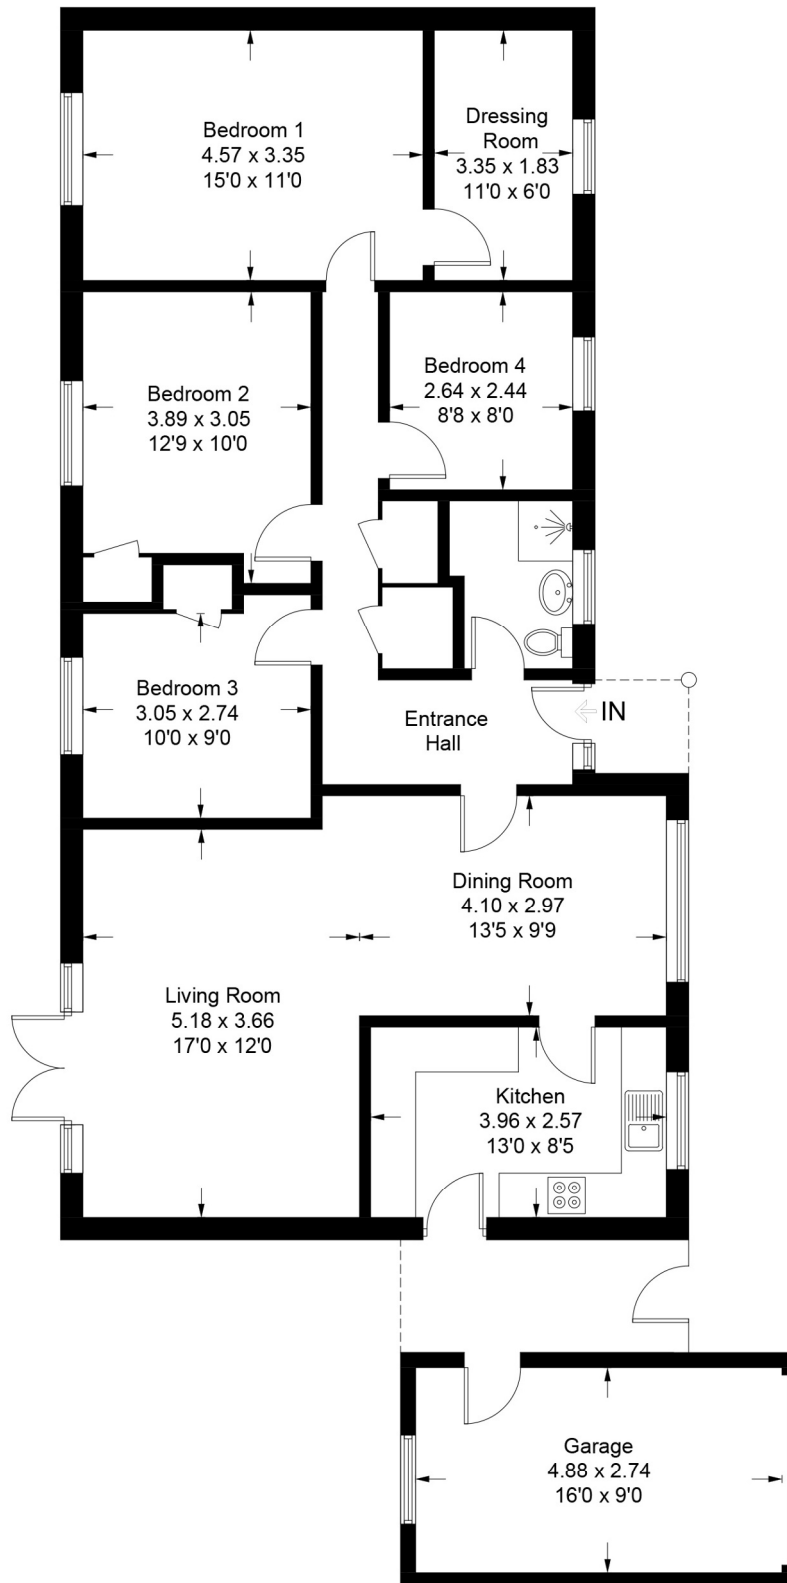 Bedroom 1
4.57 x 3.35
15'0 x 11'0
Dressing
Room
3.35 x 1.83
11'0 x 6'0
Bedroom 2
3.89 x 3.05
12'9 x 10'0
Bedroom 4
2.64 x 2.44
8'8 x 8'0
Bedroom 3
3.05 x 2.74
10'0 x 9'0
Entrance
Hall
IN
Dining Room
4.10 x 2.97
13'5 x 9'9
Living Room
5.18 x 3.66
17'0 x 12'0
Kitchen
3.96 x 2.57
13'0 x 8'5
Garage
4.88 x 2.74
16'0 x 9'0